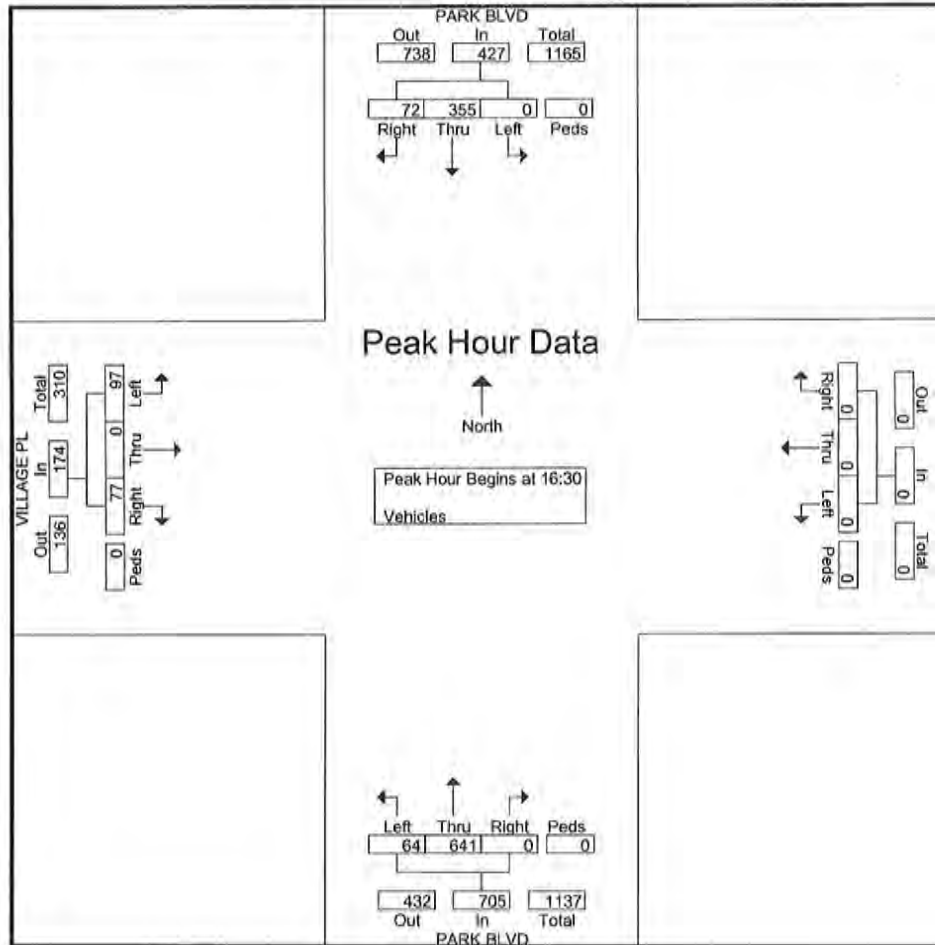 PARK BLVD
Out In Total
738 427 1165
72 355 0 0
Right Thru Left Peds
Peak Hour Data
North
Peak Hour Begins at 16:30
Vehicles
VILLAGE PL
Out In Total
136 174 310
97 0 77 0
Left Thru Right Peds
Out In Total
0 0 0
0 0 0 0
Right Thru Left Peds
Left Thru Right Peds
64 641 0 0
432 705 1137
Out In Total
PARK BLVD